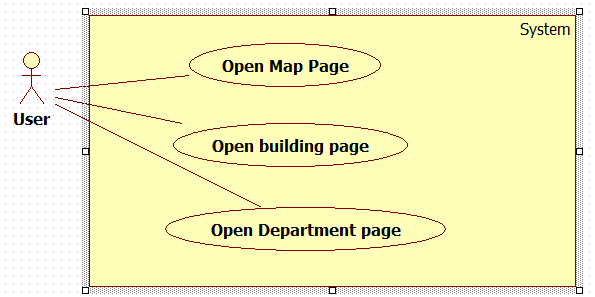 System
Open Map Page
User
Open building page
Open Department page